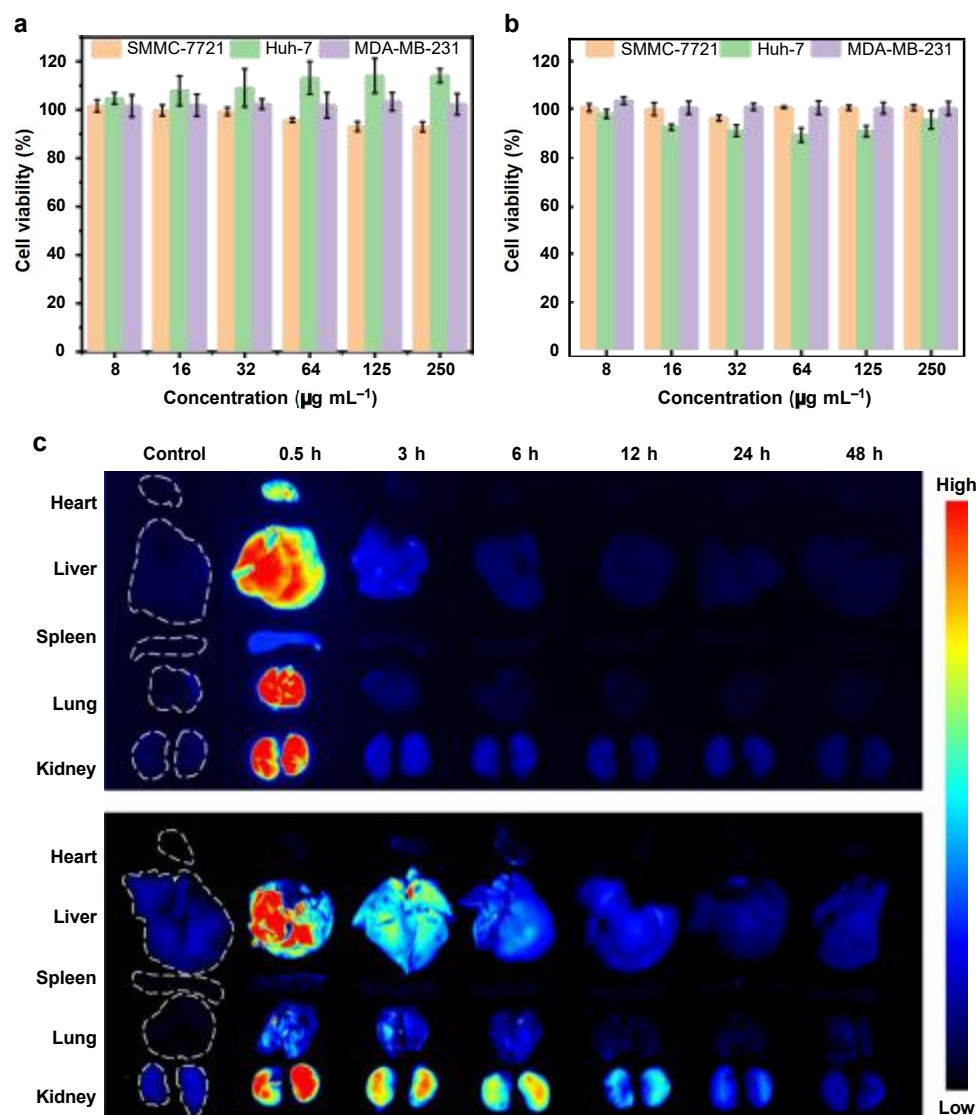 a
SMMC-7721 Huh-7 MDA-MB-231
120
100
80
60
40
20
0
Cell viability (%)
8 16 32 64 125 250
Concentration (µg mL⁻¹)
b
SMMC-7721 Huh-7 MDA-MB-231
120
100
80
60
40
20
0
Cell viability (%)
8 16 32 64 125 250
Concentration (µg mL⁻¹)
c
Control 0.5 h 3 h 6 h 12 h 24 h 48 h
Heart
Liver
Spleen
Lung
Kidney
Heart
Liver
Spleen
Lung
Kidney
High
Low